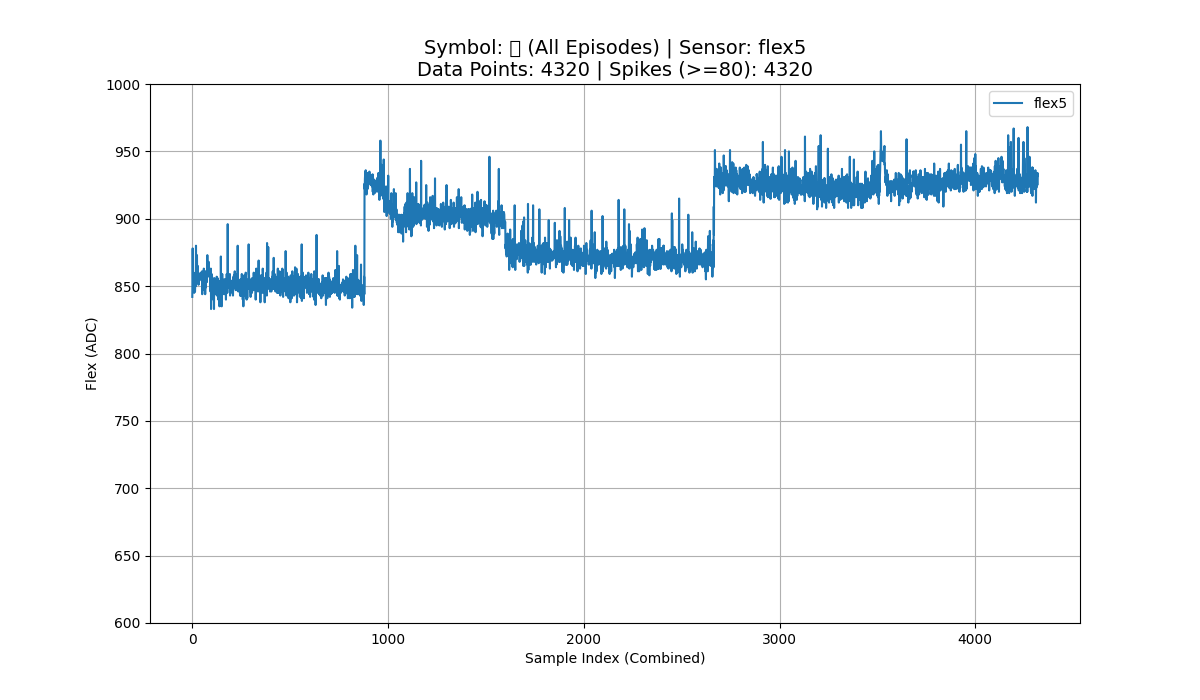 Symbol: (All Episodes) | Sensor: flex5
Data Points: 4320 | Spikes (>=80): 4320
1000
950
900
850
800
750
700
650
600
Flex (ADC)
flex5
0
1000
2000
3000
4000
Sample Index (Combined)